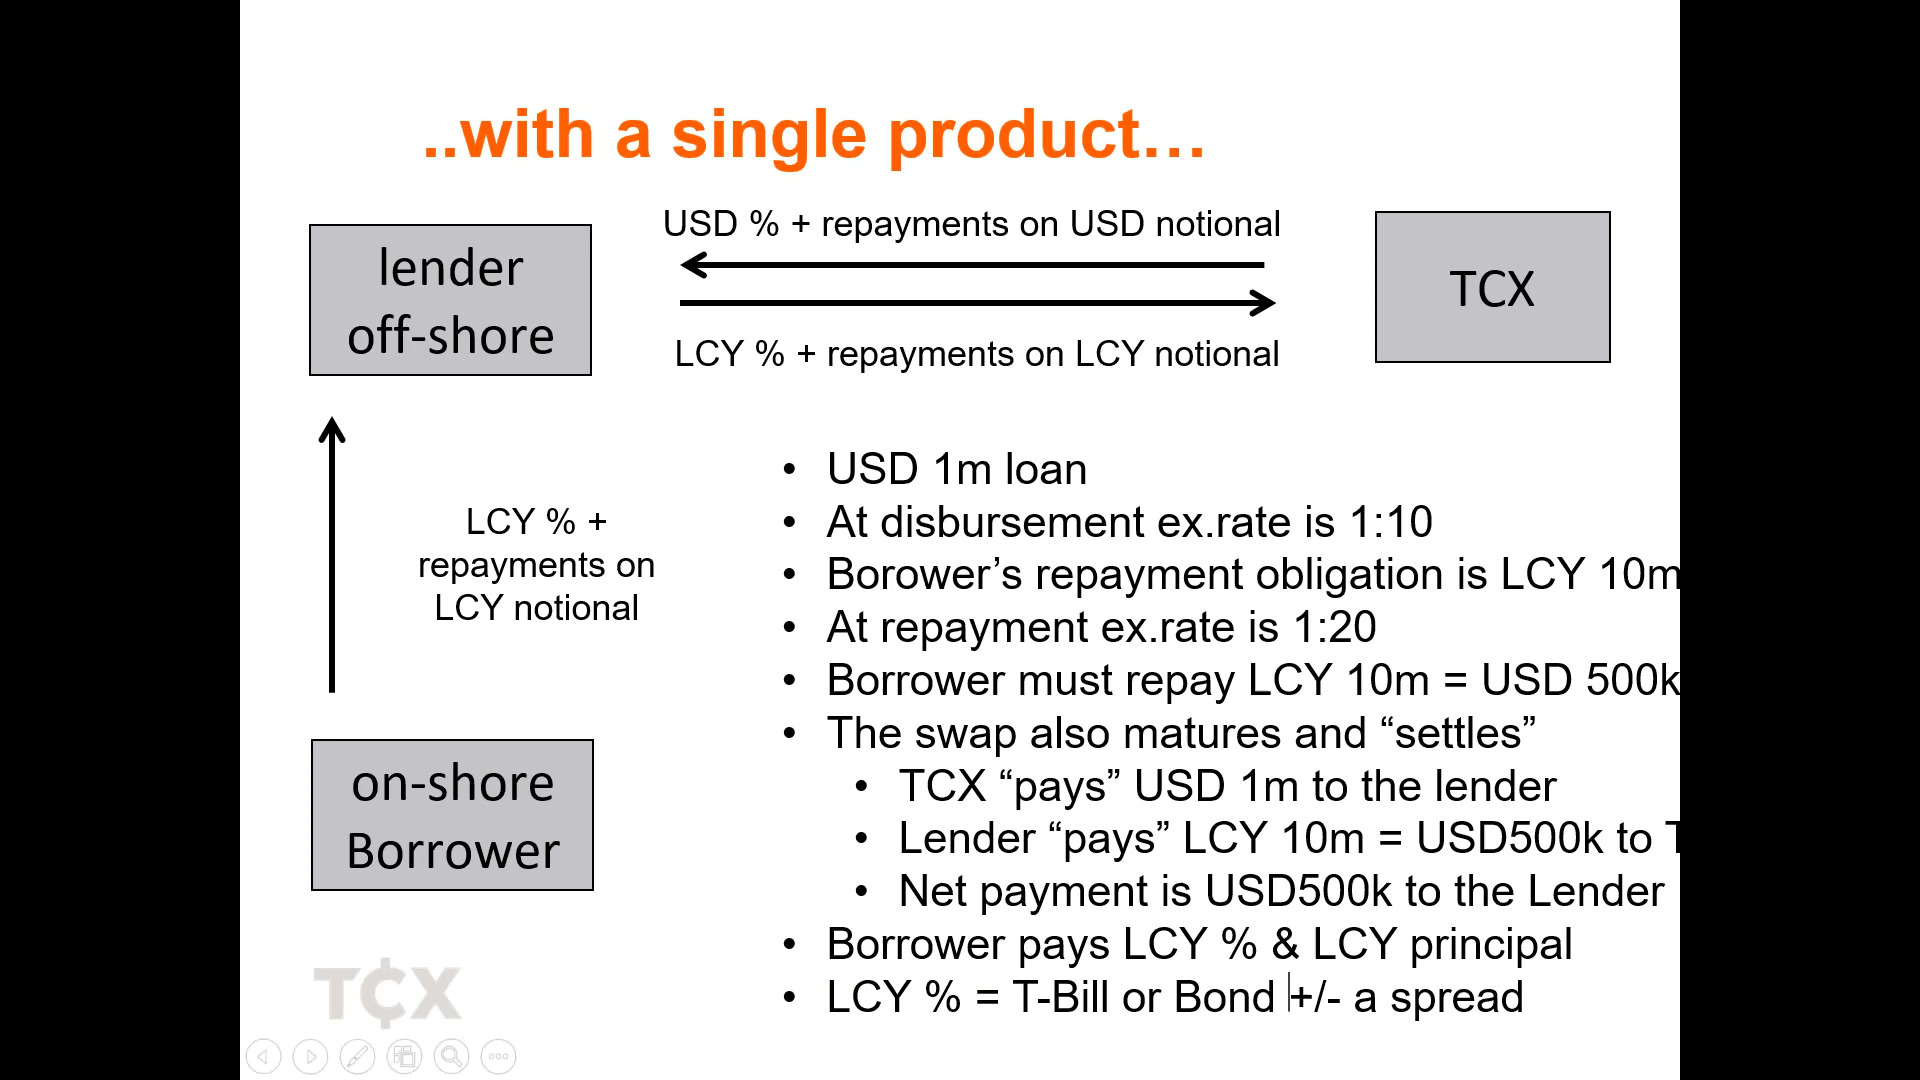 ..with a single product…
USD % + repayments on USD notional
lender
off-shore
TCX
LCY % + repayments on LCY notional
LCY % +
repayments on
LCY notional
on-shore
Borrower
• USD 1m loan
• At disbursement ex.rate is 1:10
• Borower’s repayment obligation is LCY 10m
• At repayment ex.rate is 1:20
• Borrower must repay LCY 10m = USD 500k
• The swap also matures and “settles”
• TCX “pays” USD 1m to the lender
• Lender “pays” LCY 10m = USD500k to
• Net payment is USD500k to the Lender
• Borrower pays LCY % & LCY principal
• LCY % = T-Bill or Bond +/- a spread
TCX